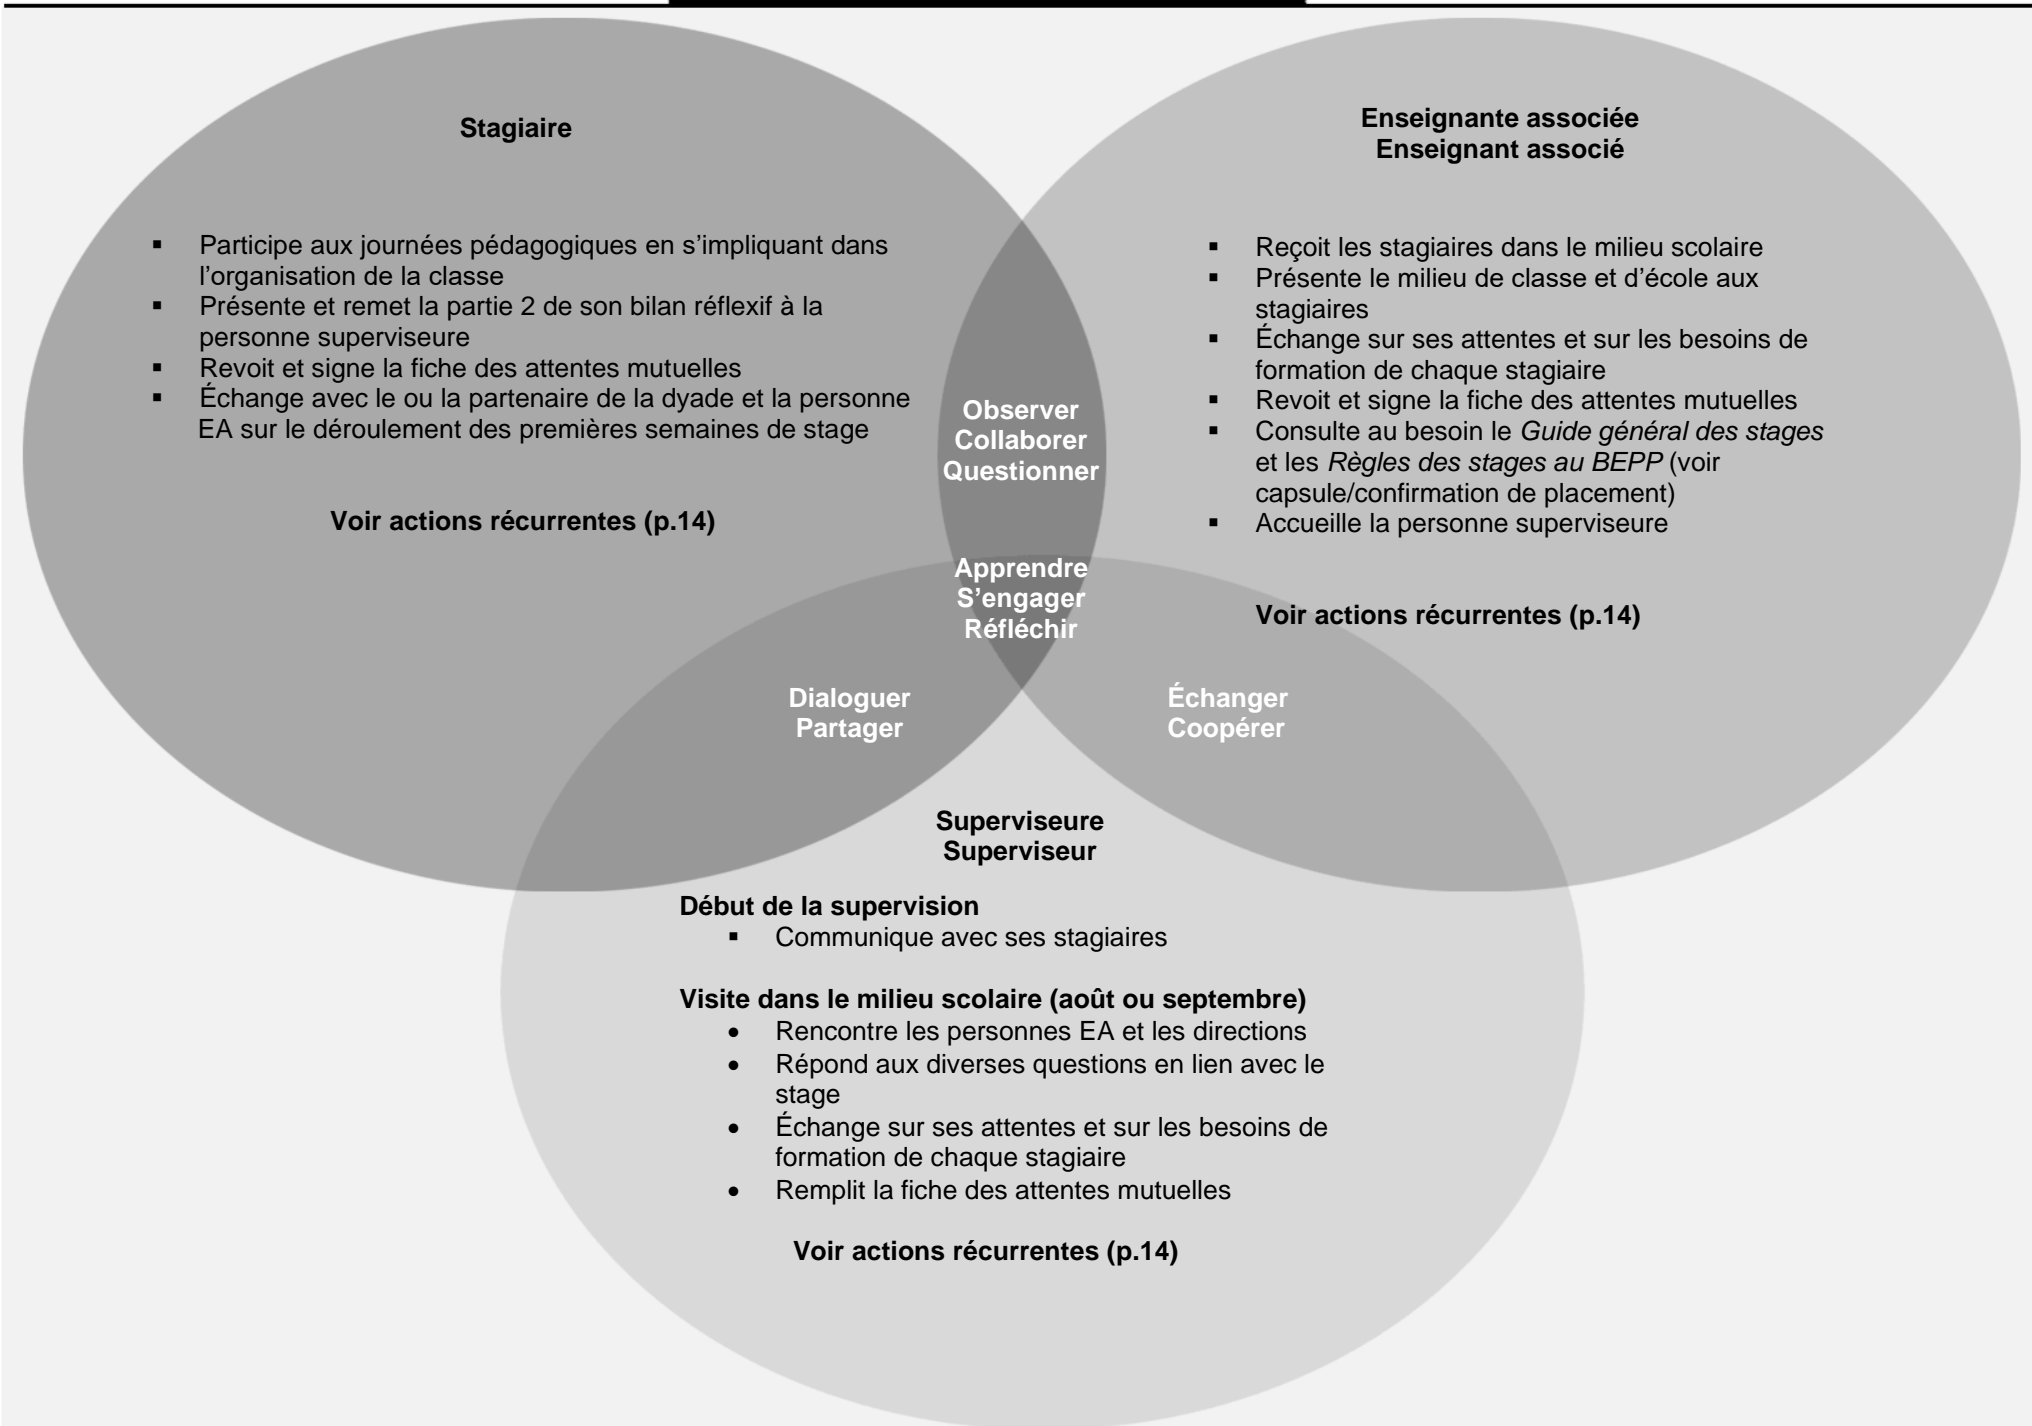 Stagiaire
▪ Participe aux journées pédagogiques en s’impliquant dans
l’organisation de la classe
▪ Présente et remet la partie 2 de son bilan réflexif à la
personne superviseure
▪ Revoit et signe la fiche des attentes mutuelles
▪ Échange avec le ou la partenaire de la dyade et la personne
EA sur le déroulement des premières semaines de stage
Voir actions récurrentes (p.14)
Enseignante associée
Enseignant associé
▪ Reçoit les stagiaires dans le milieu scolaire
▪ Présente le milieu de classe et d’école aux
stagiaires
▪ Échange sur ses attentes et sur les besoins de
formation de chaque stagiaire
▪ Revoit et signe la fiche des attentes mutuelles
▪ Consulte au besoin le Guide général des stages
et les Règles des stages au BEPP (voir
capsule/confirmation de placement)
▪ Accueille la personne superviseure
Voir actions récurrentes (p.14)
Observer
Collaborer
Questionner
Apprendre
S’engager
Réfléchir
Dialoguer
Partager
Échanger
Coopérer
Superviseure
Superviseur
Début de la supervision
▪ Communique avec ses stagiaires
Visite dans le milieu scolaire (août ou septembre)
• Rencontre les personnes EA et les directions
• Répond aux diverses questions en lien avec le
stage
• Échange sur ses attentes et sur les besoins de
formation de chaque stagiaire
• Remplit la fiche des attentes mutuelles
Voir actions récurrentes (p.14)